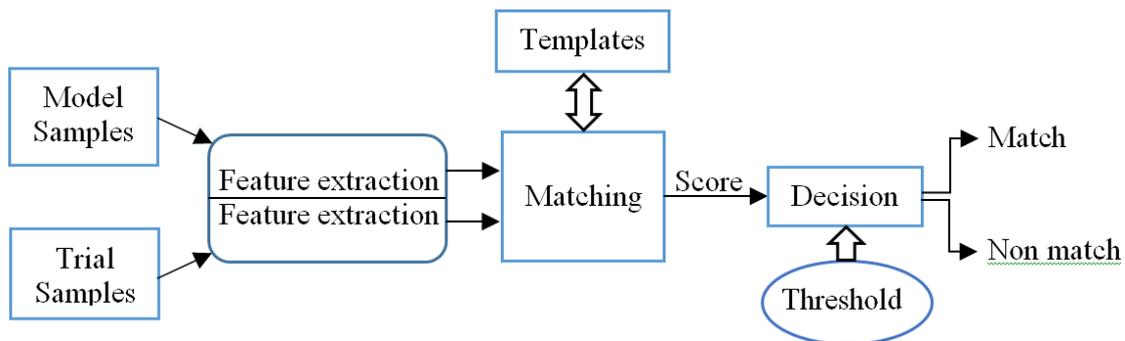 Templates
Model
Samples
Feature extraction
Feature extraction
Trial
Samples
Matching
Score
Decision
Match
Non match
Threshold